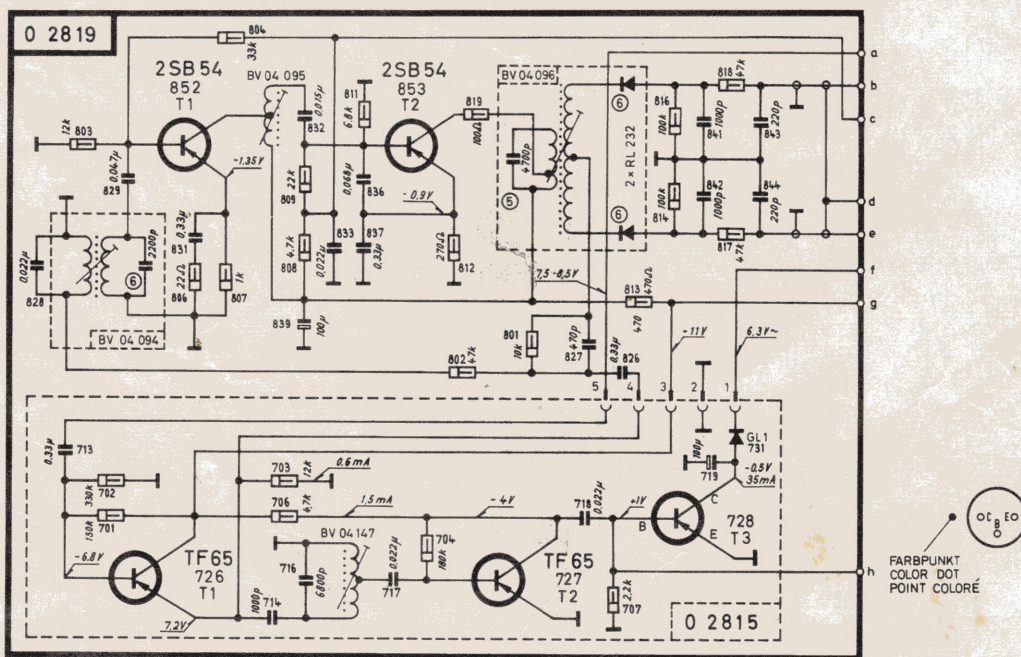 O 2819
804
33k
a
2SB54
852
T1
BV 04 095
2SB54
853
T2
BV 04 096
b
818
47k
811
6.8k
819
100Ω
0,015µ
832
816
100k
841
1000p
843
220p
c
12k
803
0.047µ
829
-1.35V
4700p
2×RL 232
6
22k
809
0,068µ
836
-0,9V
5
814
100k
842
1000p
844
220p
d
0,33µ
831
22Ω
806
1k
807
2200p
6
0,022µ
828
4.7k
808
833
0,022µ
837
0,33µ
270Ω
812
6
817
47k
e
7,5-8,5V
f
BV 04 094
839
100µ
813
470Ω
470
g
801
10k
470p
827
0,33µ
826
-11V
6.3V~
802
47k
5
4
3
2
1
0,33µ
713
703
12k
0,6mA
GL1
731
100µ
719
-0,5V
35mA
702
330k
701
150k
706
4,7k
1,5mA
-4V
718
0.022µ
+1V
B
C
E
728
T3
C
B
E
-6.8V
TF65
726
T1
BV 04 147
716
6800p
0.022µ
717
704
180k
TF65
727
T2
FARBPUNKT
COLOR DOT
POINT COLORÉ
h
2,2k
707
7.2V
1000p
714
O 2815